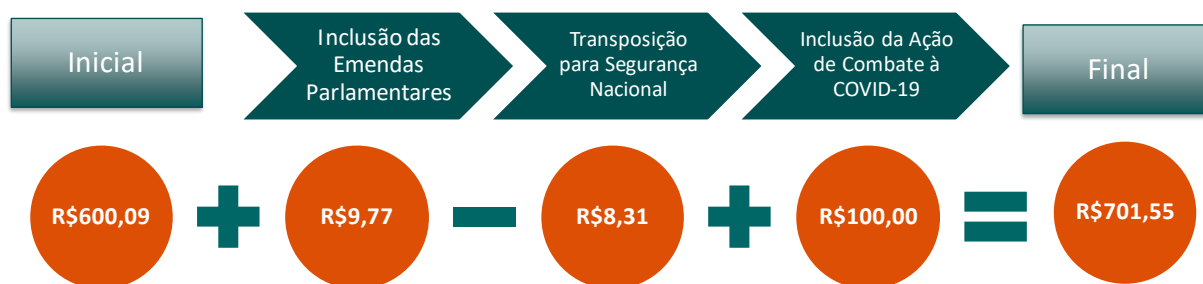 Inicial
Inclusão das
Emendas
Parlamentares
Transposição
para Segurança
Nacional
Inclusão da Ação
de Combate à
COVID-19
Final
R$600,09
R$9,77
R$8,31
R$100,00
R$701,55